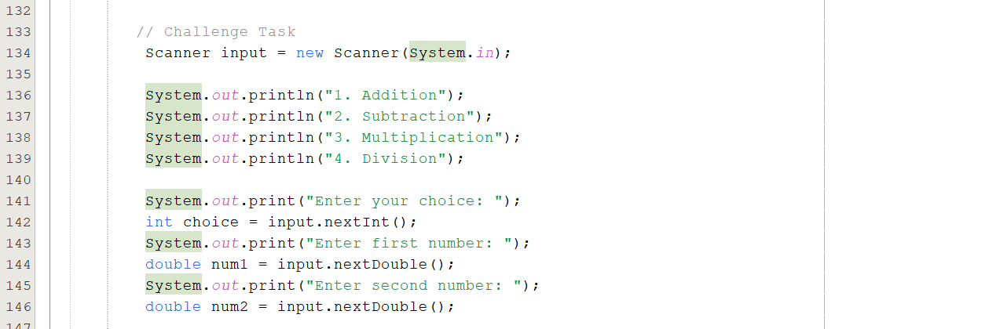 132
133 // Challenge Task
134 Scanner input = new Scanner(System.in);
135
136 System.out.println("1. Addition");
137 System.out.println("2. Subtraction");
138 System.out.println("3. Multiplication");
139 System.out.println("4. Division");
140
141 System.out.print("Enter your choice: ");
142 int choice = input.nextInt();
143 System.out.print("Enter first number: ");
144 double num1 = input.nextDouble();
145 System.out.print("Enter second number: ");
146 double num2 = input.nextDouble();
147